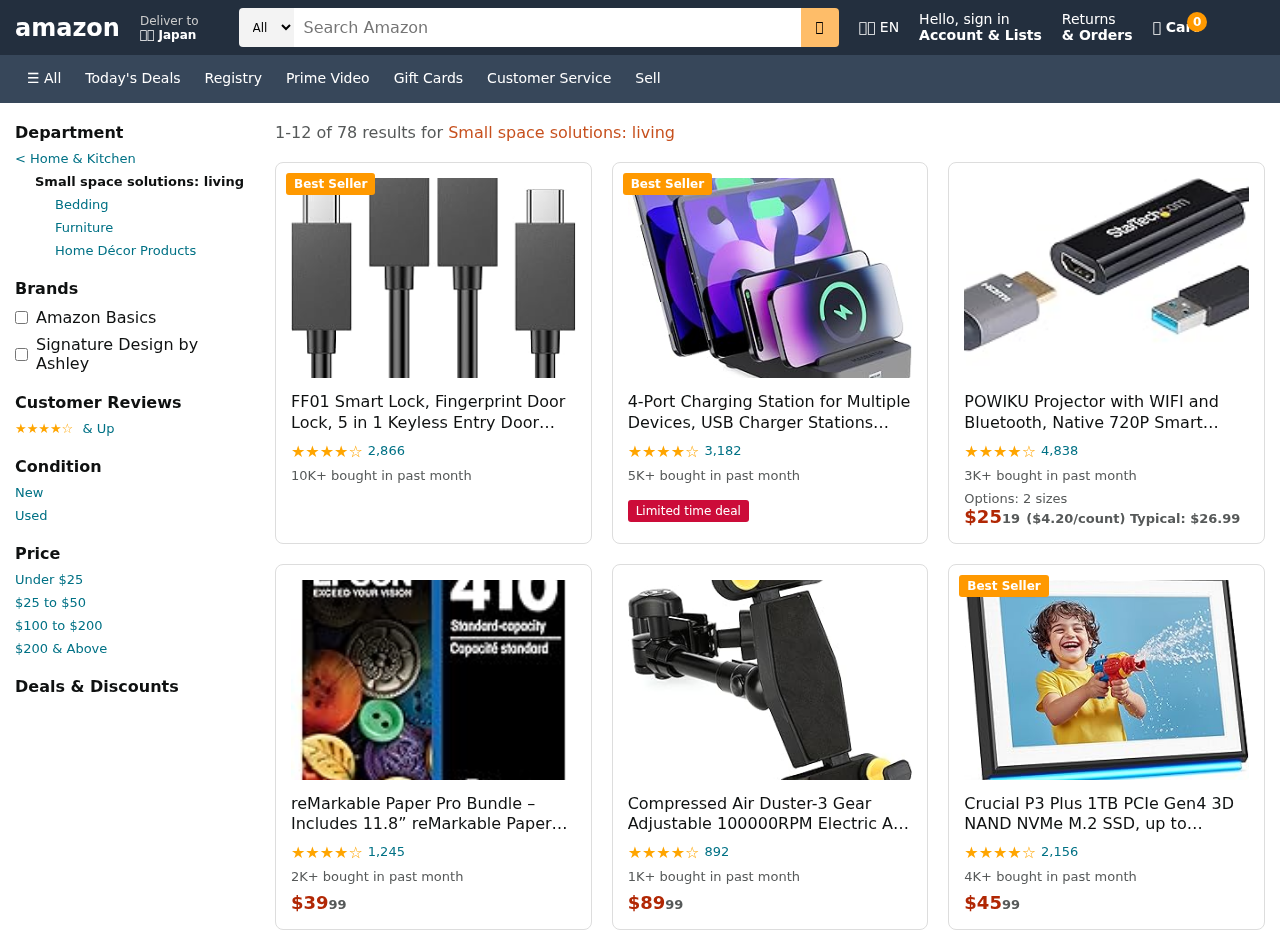 amazon
Deliver to
Japan
All
Search Amazon
EN
Hello, sign in
Account & Lists
Returns
& Orders
0
☰ All
Today's Deals
Registry
Prime Video
Gift Cards
Customer Service
Sell
Department
< Home & Kitchen
Small space solutions: living
Bedding
Furniture
Home Décor Products
Brands
Amazon Basics
Signature Design by
Ashley
Customer Reviews
★★★★☆ & Up
Condition
New
Used
Price
Under $25
$25 to $50
$100 to $200
$200 & Above
Deals & Discounts
1-12 of 78 results for Small space solutions: living
Best Seller
FF01 Smart Lock, Fingerprint Door
Lock, 5 in 1 Keyless Entry Door…
★★★★☆ 2,866
10K+ bought in past month
Best Seller
4-Port Charging Station for Multiple
Devices, USB Charger Stations…
★★★★☆ 3,182
5K+ bought in past month
Limited time deal
StarTech.com
HDMI
POWIKU Projector with WIFI and
Bluetooth, Native 720P Smart…
★★★★☆ 4,838
3K+ bought in past month
Options: 2 sizes
$2519 ($4.20/count) Typical: $26.99
EPSON
EXCEED YOUR VISION
410
Standard-capacity
Capacité standard
reMarkable Paper Pro Bundle –
Includes 11.8” reMarkable Paper…
★★★★☆ 1,245
2K+ bought in past month
$3999
Compressed Air Duster-3 Gear
Adjustable 100000RPM Electric A…
★★★★☆ 892
1K+ bought in past month
$8999
Best Seller
Crucial P3 Plus 1TB PCIe Gen4 3D
NAND NVMe M.2 SSD, up to…
★★★★☆ 2,156
4K+ bought in past month
$4599